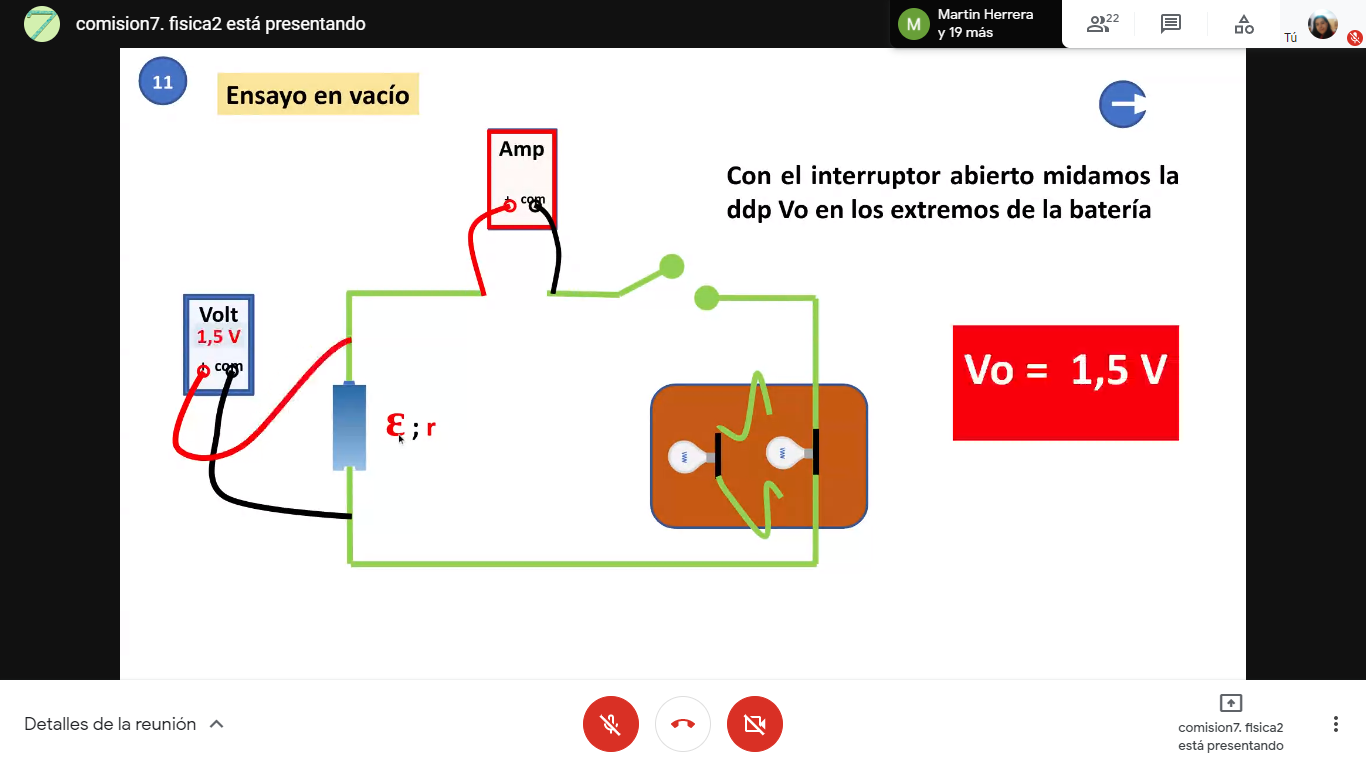 comision7. fisica2 está presentando
Martin Herrera
y 19 más
M
22
Tú
11
Ensayo en vacío
Amp
+ com
Con el interruptor abierto midamos la
ddp Vo en los extremos de la batería
Volt
1,5 V
+ com
Vo = 1,5 V
ε ; r
Detalles de la reunión
comision7. fisica2
está presentando